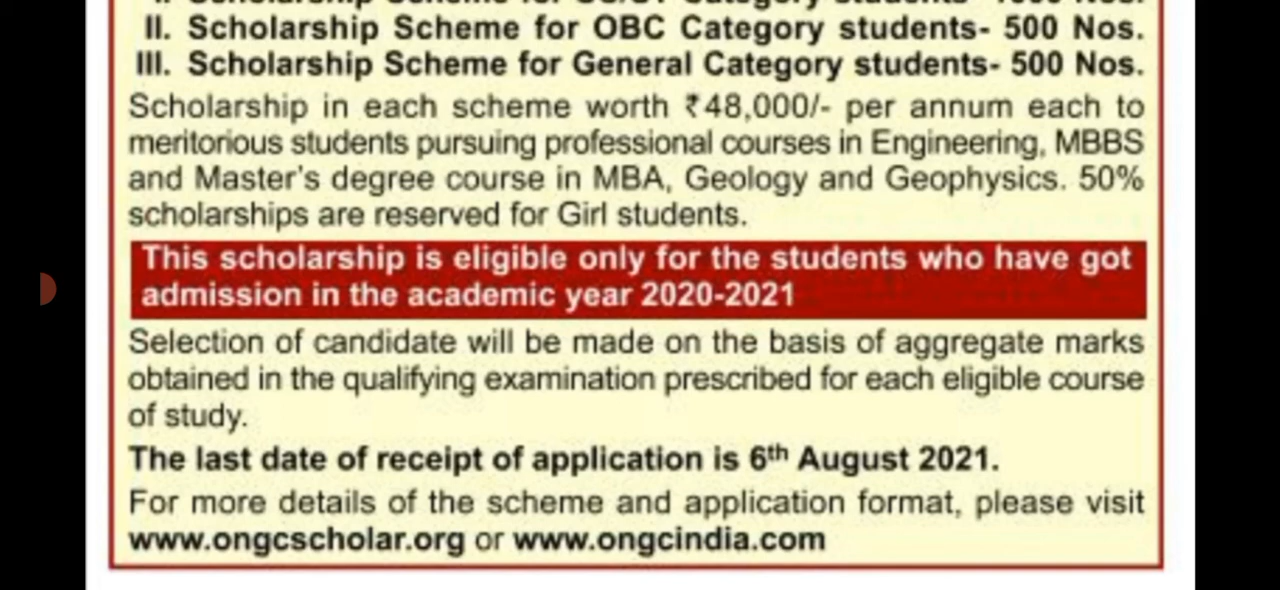 II. Scholarship Scheme for OBC Category students- 500 Nos.
III. Scholarship Scheme for General Category students- 500 Nos.
Scholarship in each scheme worth ₹48,000/- per annum each to
meritorious students pursuing professional courses in Engineering, MBBS
and Master's degree course in MBA, Geology and Geophysics. 50%
scholarships are reserved for Girl students.
This scholarship is eligible only for the students who have got
admission in the academic year 2020-2021
Selection of candidate will be made on the basis of aggregate marks
obtained in the qualifying examination prescribed for each eligible course
of study.
The last date of receipt of application is 6th August 2021.
For more details of the scheme and application format, please visit
www.ongcscholar.org or www.ongcindia.com